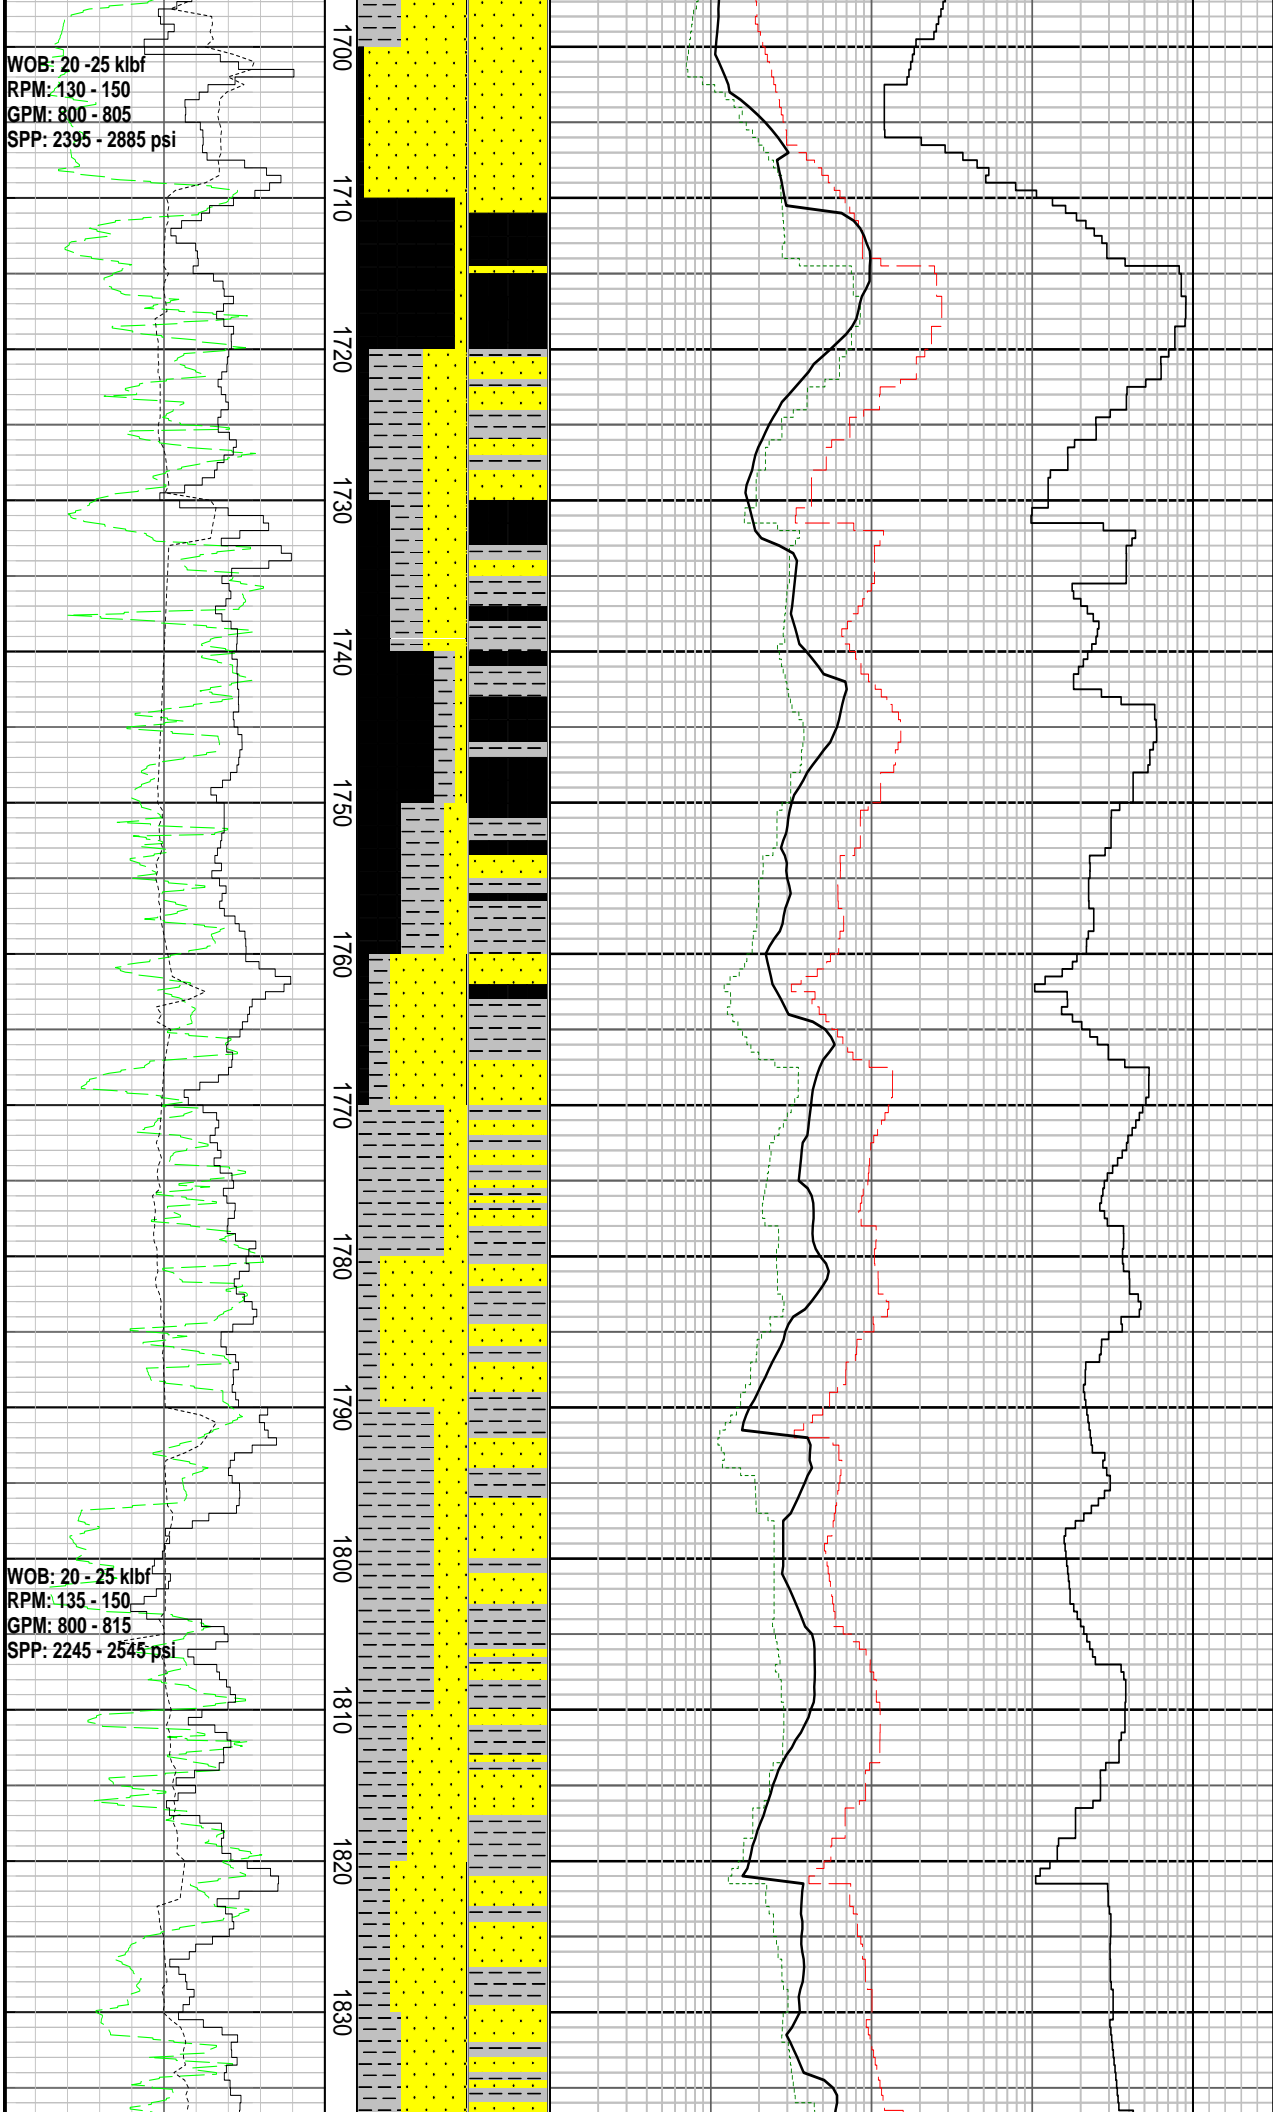 1700
WOB: 20 -25 klbf
RPM: 130 - 150
GPM: 800 - 805
SPP: 2395 - 2885 psi
1710
1720
1730
1740
1750
1760
1770
1780
1790
1800
WOB: 20 - 25 klbf
RPM: 135 - 150
GPM: 800 - 815
SPP: 2245 - 2545 psi
1810
1820
1830